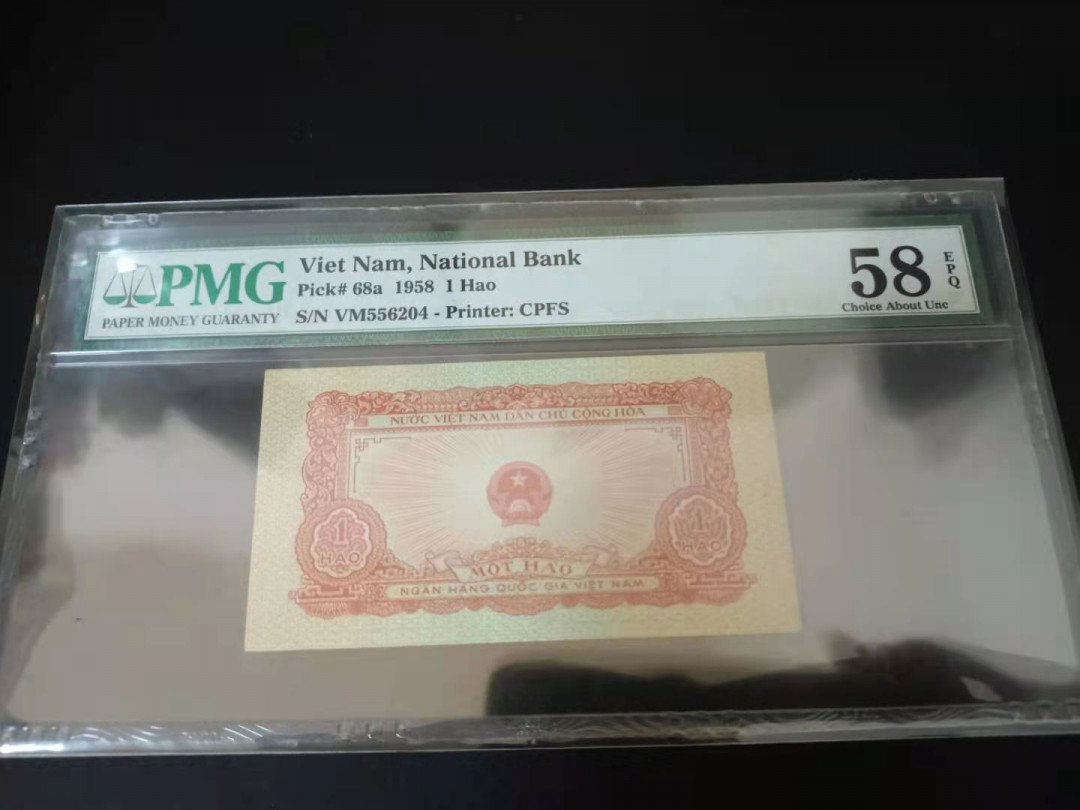 PMG
PAPER MONEY GUARANTY
Viet Nam, National Bank
Pick# 68a 1958 1 Hao
S/N VM556204 - Printer: CPFS
58
EPQ
Choice About Unc
NƯỚC VIỆT NAM DÂN CHỦ CỘNG HÒA
1
HAO
1
HAO
MỘT HAO
NGÂN HÀNG QUỐC GIA VIỆT NAM